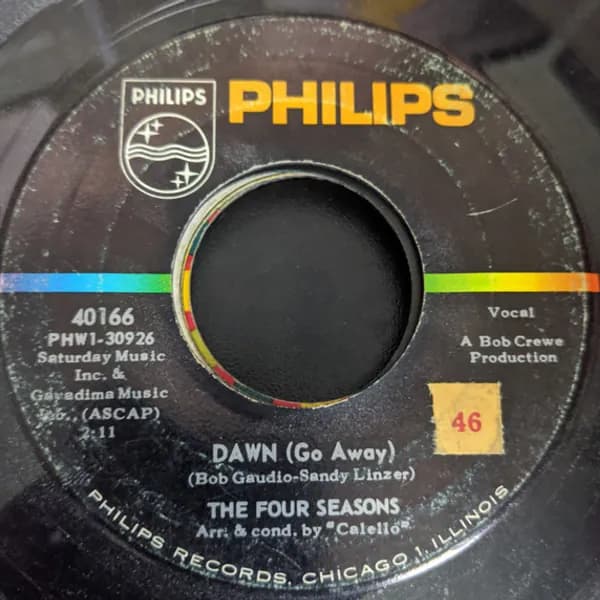 PHILIPS
PHILIPS
40166
PHW1-30926
Saturday Music
Inc. &
Gavadima Music
Inc., (ASCAP)
2:11
Vocal
A Bob Crewe
Production
46
DAWN (Go Away)
(Bob Gaudio-Sandy Linzer)
THE FOUR SEASONS
Arr. & cond. by "Calello"
PHILIPS RECORDS, CHICAGO 1, ILLINOIS